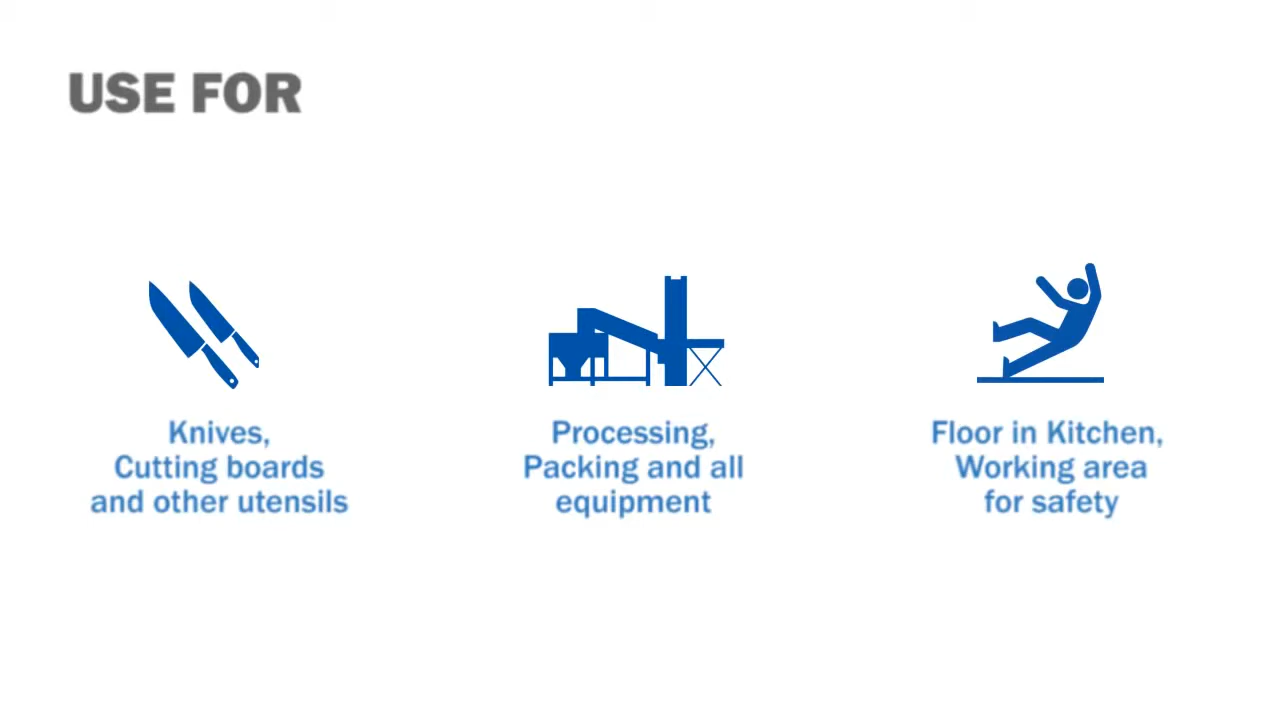 USE FOR
Knives,
Cutting boards
and other utensils
Processing,
Packing and all
equipment
Floor in Kitchen,
Working area
for safety